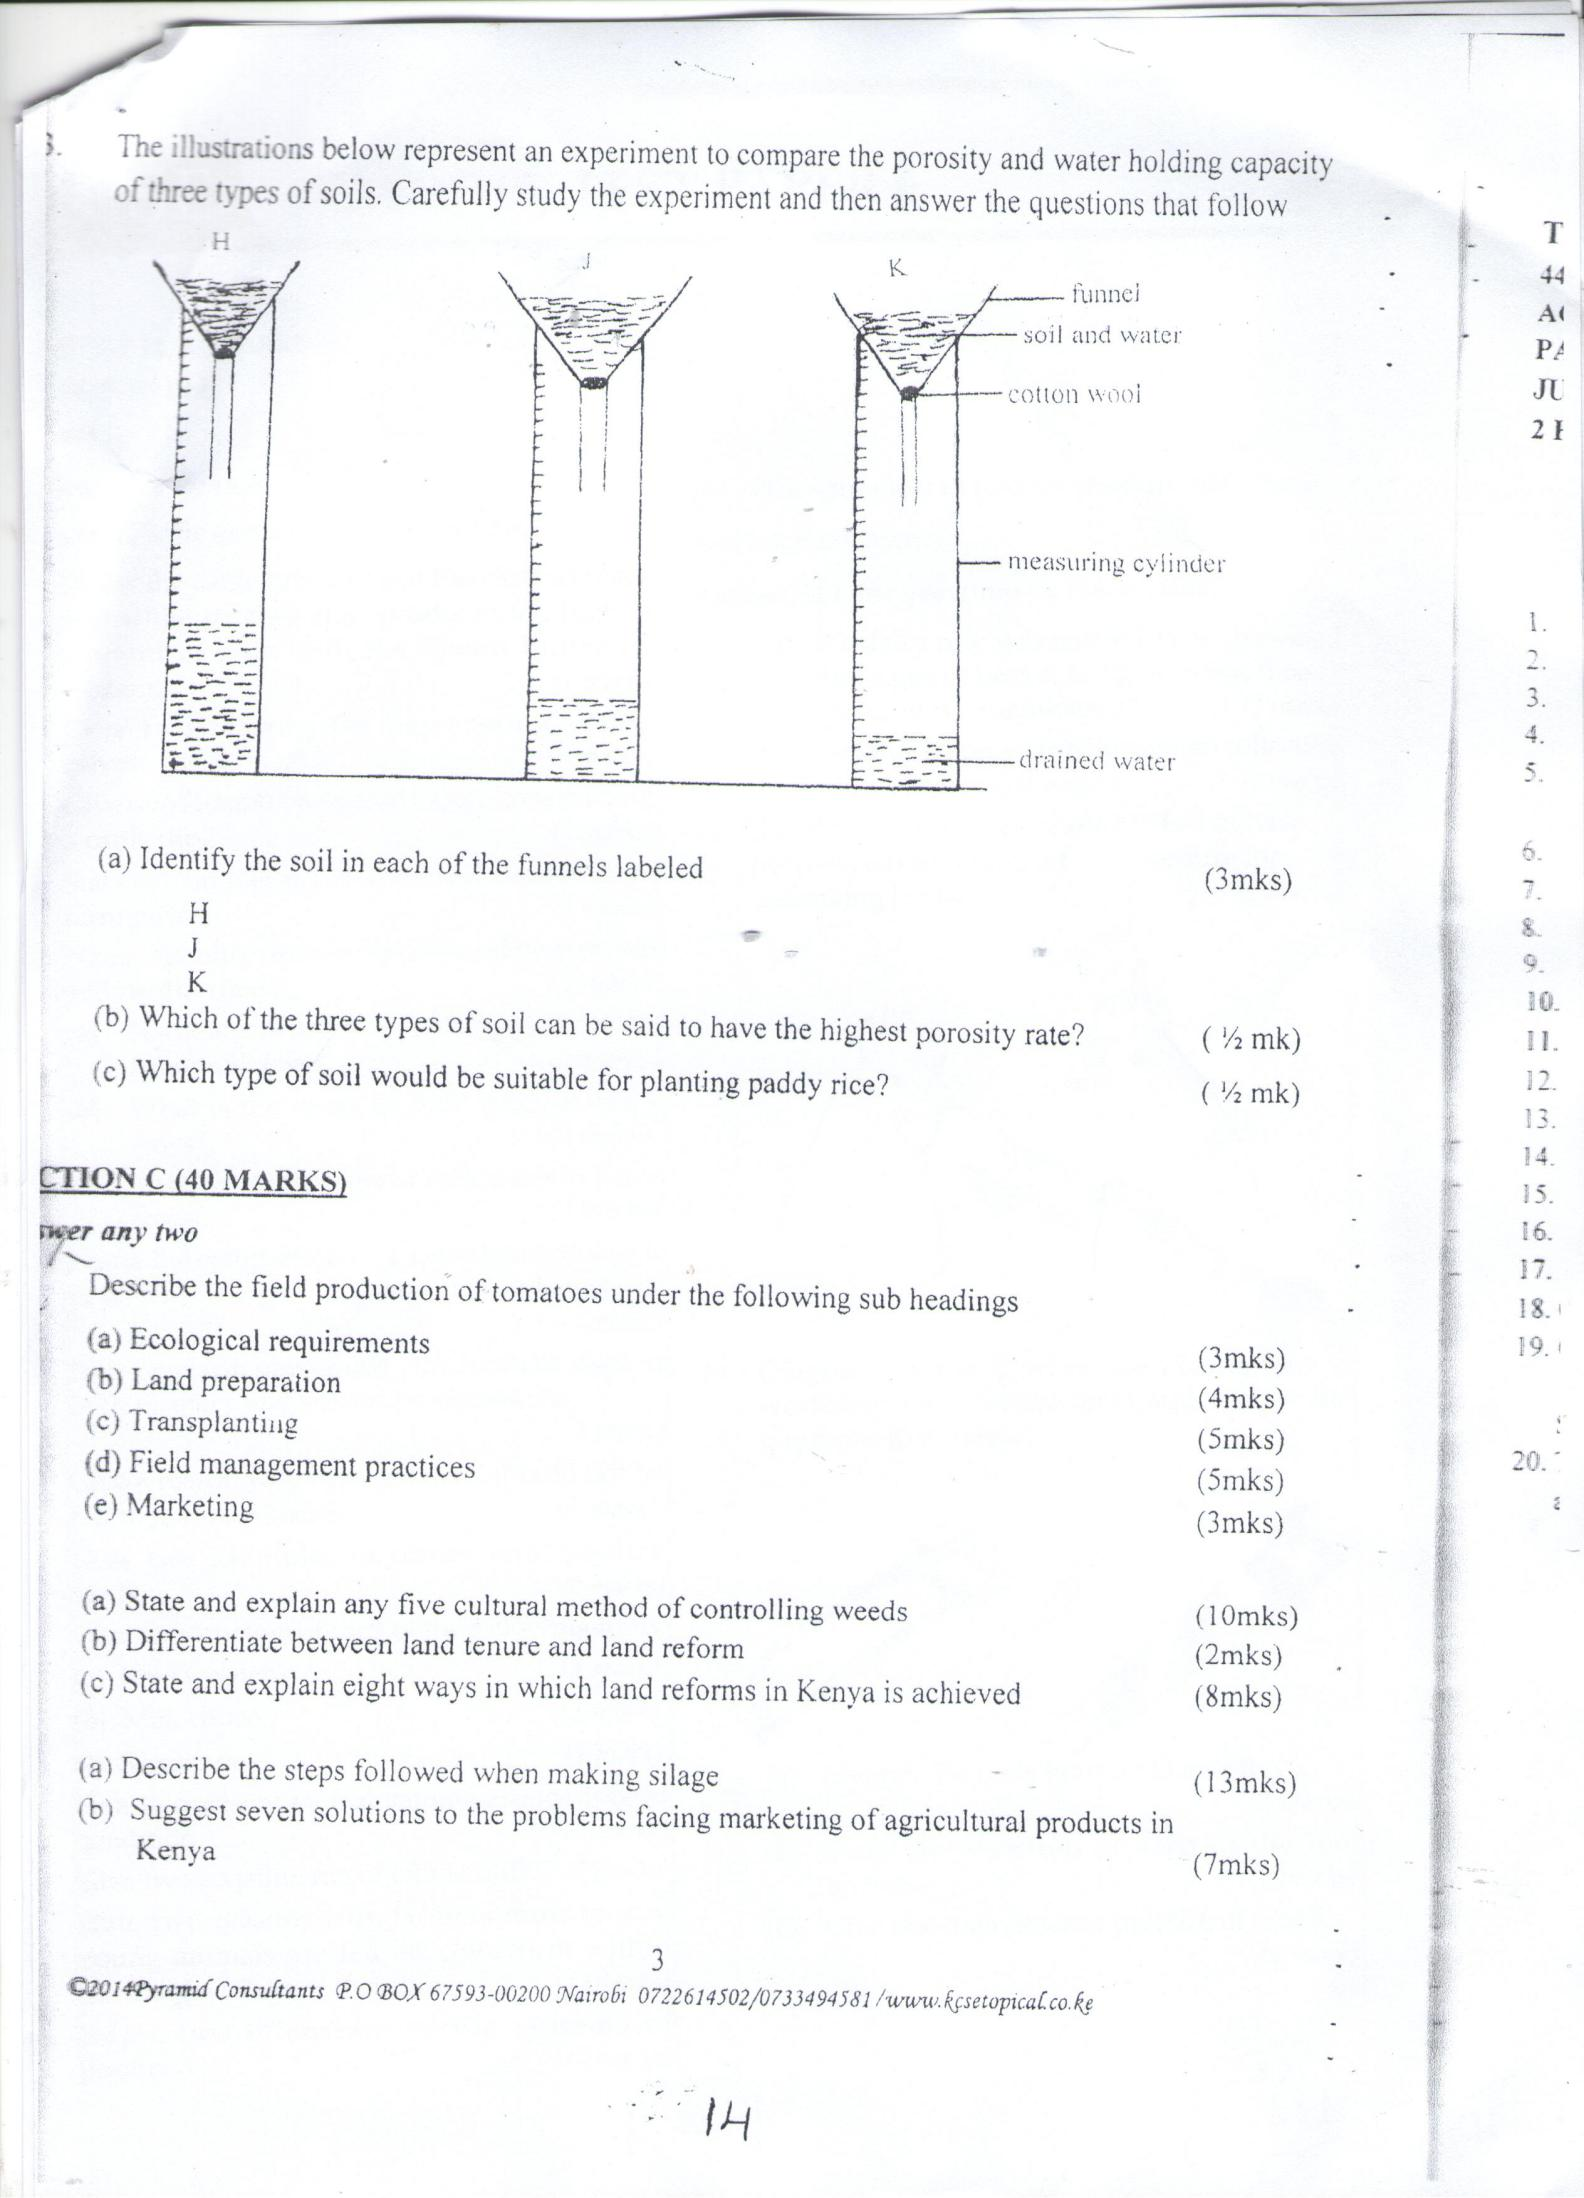 3. The illustrations below represent an experiment to compare the porosity and water holding capacity
of three types of soils. Carefully study the experiment and then answer the questions that follow
H
J
K
funnel
soil and water
cotton wool
measuring cylinder
drained water
(a) Identify the soil in each of the funnels labeled (3mks)
H
J
K
(b) Which of the three types of soil can be said to have the highest porosity rate? ( ½ mk)
(c) Which type of soil would be suitable for planting paddy rice? ( ½ mk)
CTION C (40 MARKS)
swer any two
Describe the field production of tomatoes under the following sub headings
(a) Ecological requirements (3mks)
(b) Land preparation (4mks)
(c) Transplanting (5mks)
(d) Field management practices (5mks)
(e) Marketing (3mks)
(a) State and explain any five cultural method of controlling weeds (10mks)
(b) Differentiate between land tenure and land reform (2mks)
(c) State and explain eight ways in which land reforms in Kenya is achieved (8mks)
(a) Describe the steps followed when making silage (13mks)
(b) Suggest seven solutions to the problems facing marketing of agricultural products in
Kenya (7mks)
3
©2014Pyramid Consultants P.O BOX 67593-00200 Nairobi 0722614502/0733494581/www.kcsetopical.co.ke
14
T
44
PA
JU
2
1.
2.
3.
4.
5.
6.
7.
8.
9.
10.
11.
12.
13.
14.
15.
16.
17.
18.
19.
20.